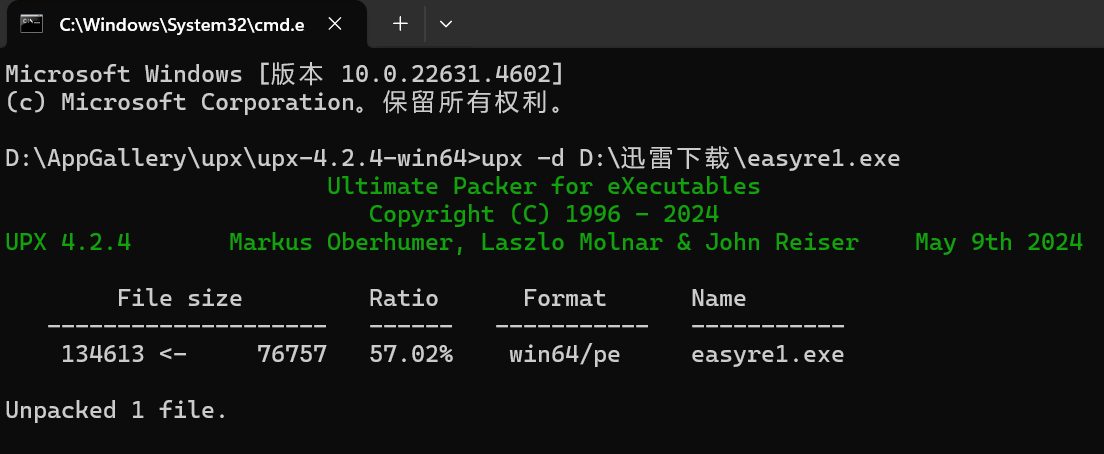 C:\Windows\System32\cmd.e
Microsoft Windows [版本 10.0.22631.4602]
(c) Microsoft Corporation。保留所有权利。
D:\AppGallery\upx\upx-4.2.4-win64>upx -d D:\迅雷下载\easyre1.exe
Ultimate Packer for eXecutables
Copyright (C) 1996 - 2024
UPX 4.2.4       Markus Oberhumer, Laszlo Molnar & John Reiser    May 9th 2024
File size         Ratio      Format      Name
--------------------   ------   -----------   -----------
134613 <-     76757   57.02%    win64/pe     easyre1.exe
Unpacked 1 file.